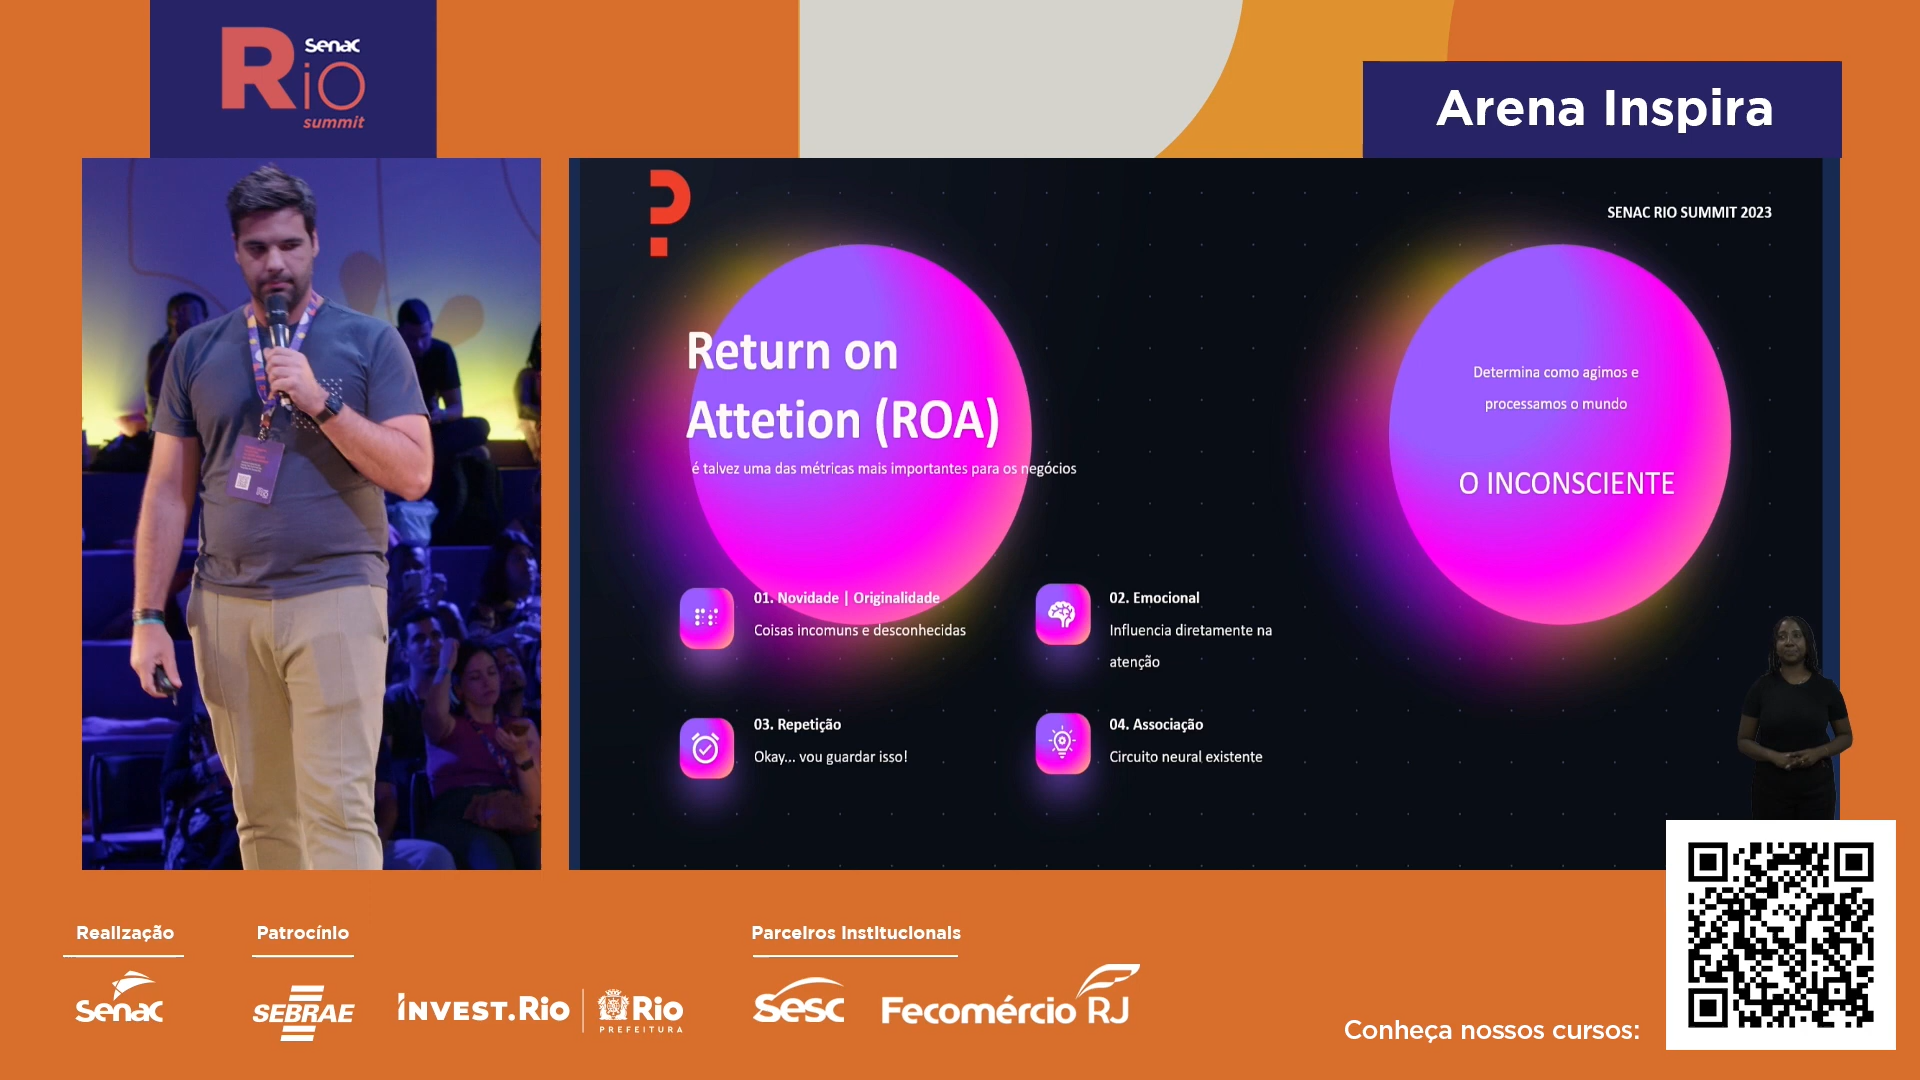 Senac
Rio
summit
Arena Inspira
SENAC RIO SUMMIT 2023
Return on
Attetion (ROA)
é talvez uma das métricas mais importantes para os negócios
Determina como agimos e
processamos o mundo
O INCONSCIENTE
01. Novidade | Originalidade
Coisas incomuns e desconhecidas
02. Emocional
Influencia diretamente na
atenção
03. Repetição
Okay... vou guardar isso!
04. Associação
Circuito neural existente
Realização
Patrocínio
Parceiros Institucionais
Senac
SEBRAE
INVEST.Rio
Rio
PREFEITURA
Sesc
Fecomércio RJ
Conheça nossos cursos: